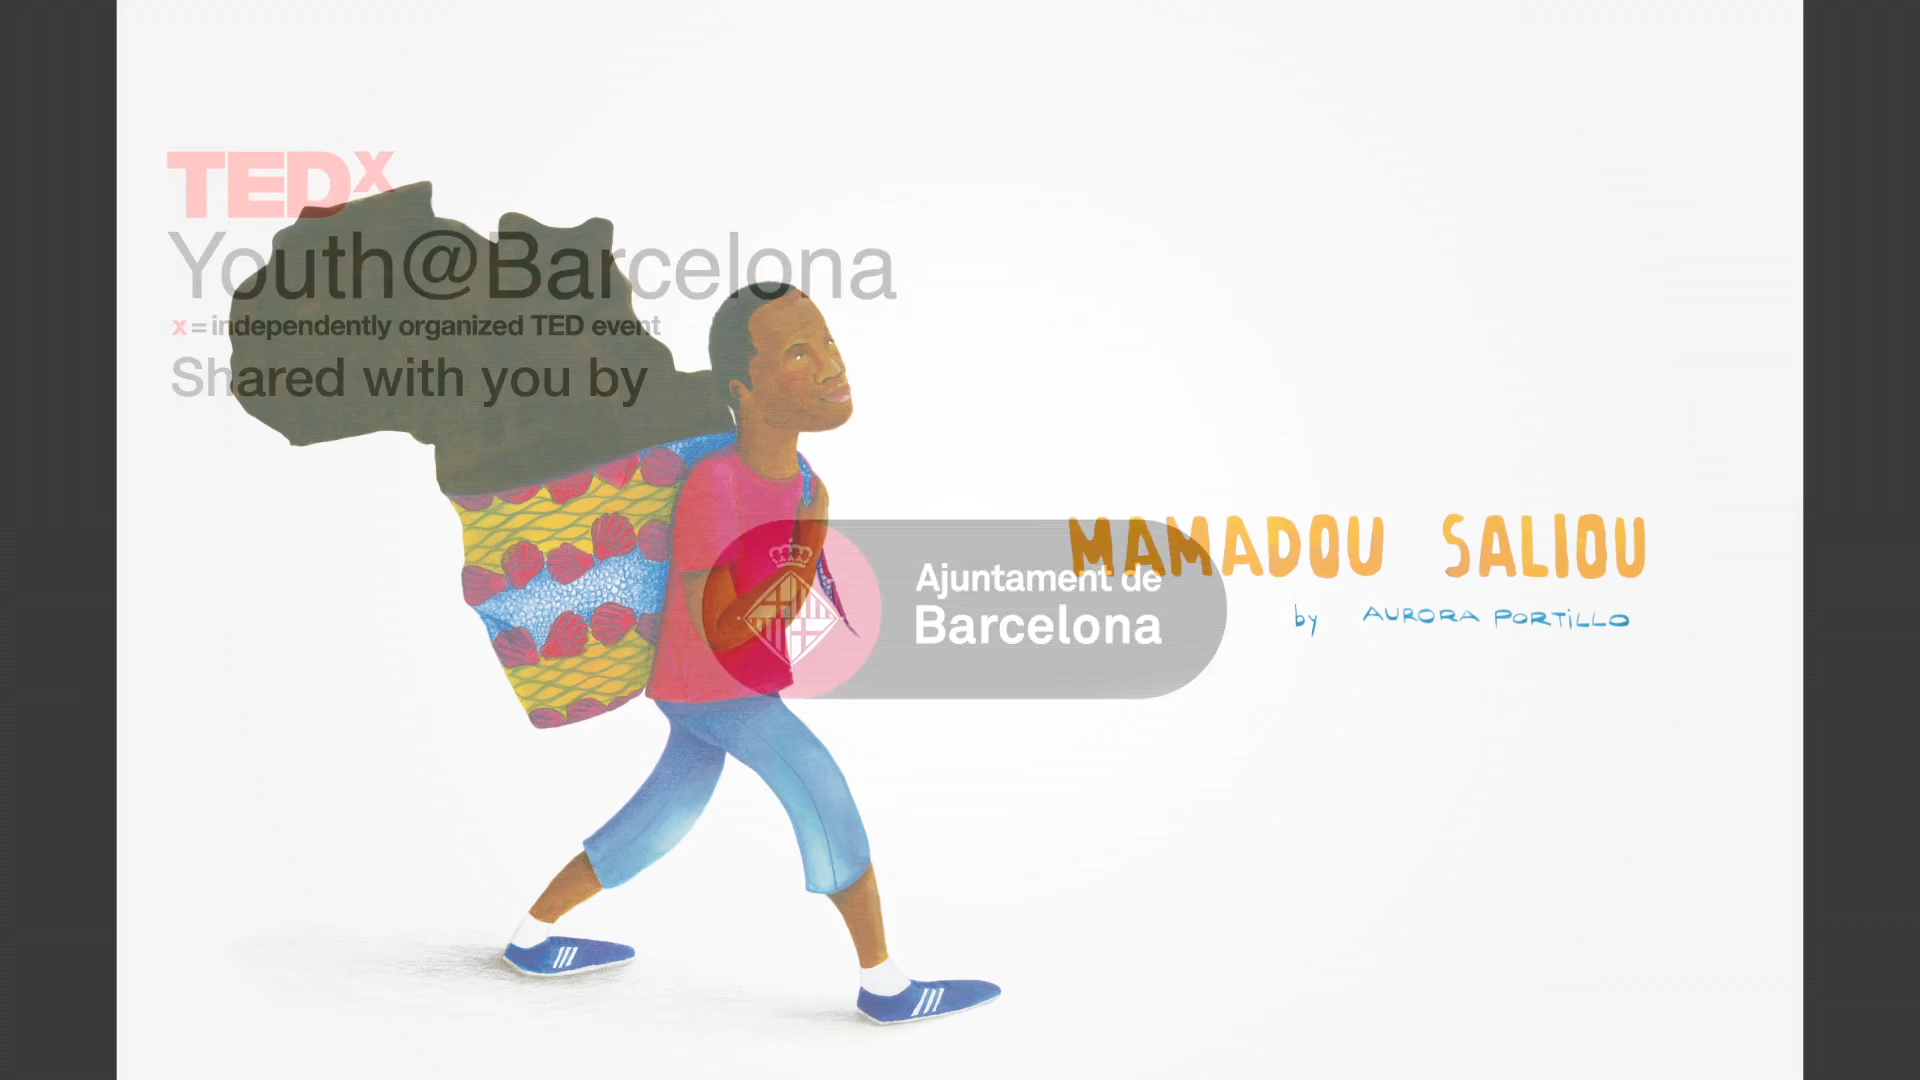 TEDx
Youth@Barcelona
x = independently organized TED event
Shared with you by
MAMADOU SALIOU
by AURORA PORTILLO
Ajuntament de
Barcelona